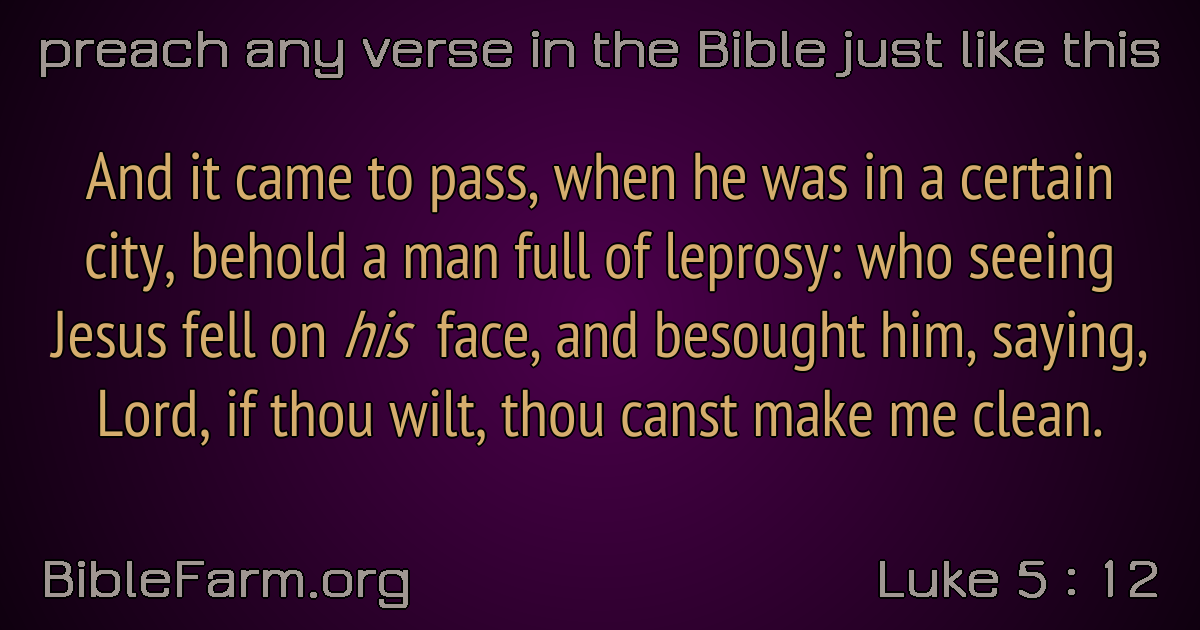 preach any verse in the Bible just like this
And it came to pass, when he was in a certain
city, behold a man full of leprosy: who seeing
Jesus fell on his face, and besought him, saying,
Lord, if thou wilt, thou canst make me clean.
BibleFarm.org
Luke 5 : 12